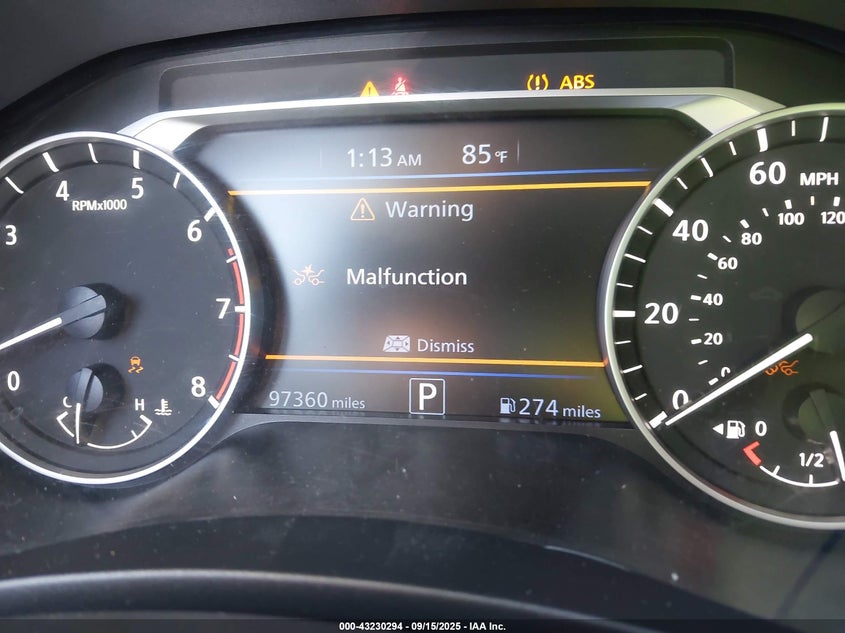 ABS
1:13 AM 85°F
Warning
Malfunction
Dismiss
97360 miles P 274 miles
3 4 5 6 7 8
RPMx1000
0
C H
0 20 40 60
MPH
0 20 40 60 80 100 120
0 1/2
000-43230294 - 09/15/2025 - IAA Inc.